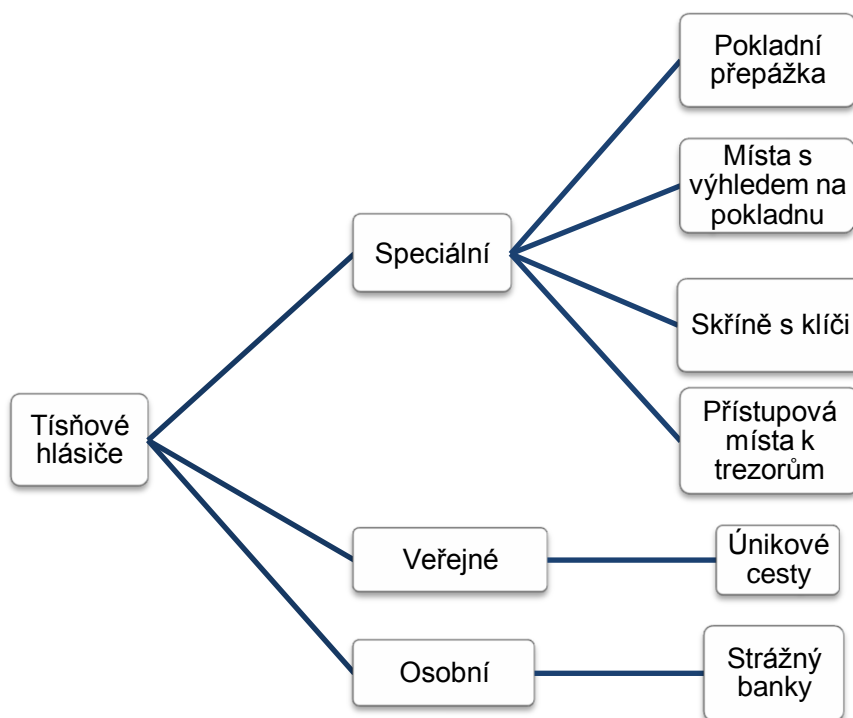 Pokladní
přepážka
Místa s
výhledem na
pokladnu
Speciální
Skříně s klíči
Tísňové
hlásiče
Přístupová
místa k
trezorům
Veřejné
Únikové
cesty
Osobní
Strážný
banky